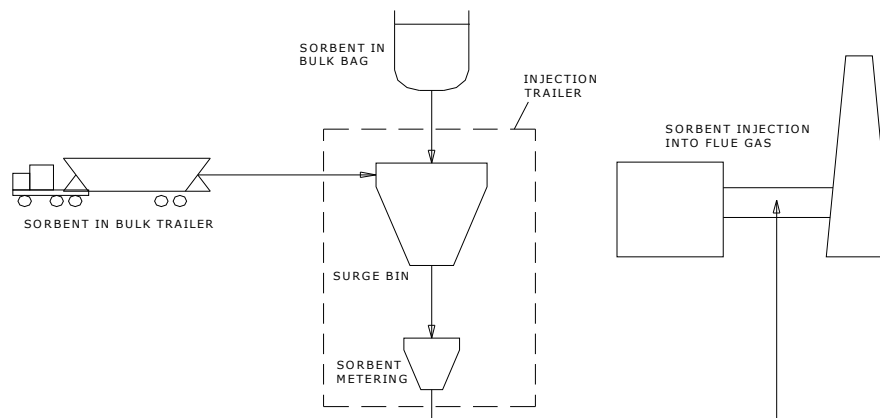 SORBENT IN
BULK BAG
INJECTION
TRAILER
SORBENT INJECTION
INTO FLUE GAS
SORBENT IN BULK TRAILER
SURGE BIN
SORBENT
METERING